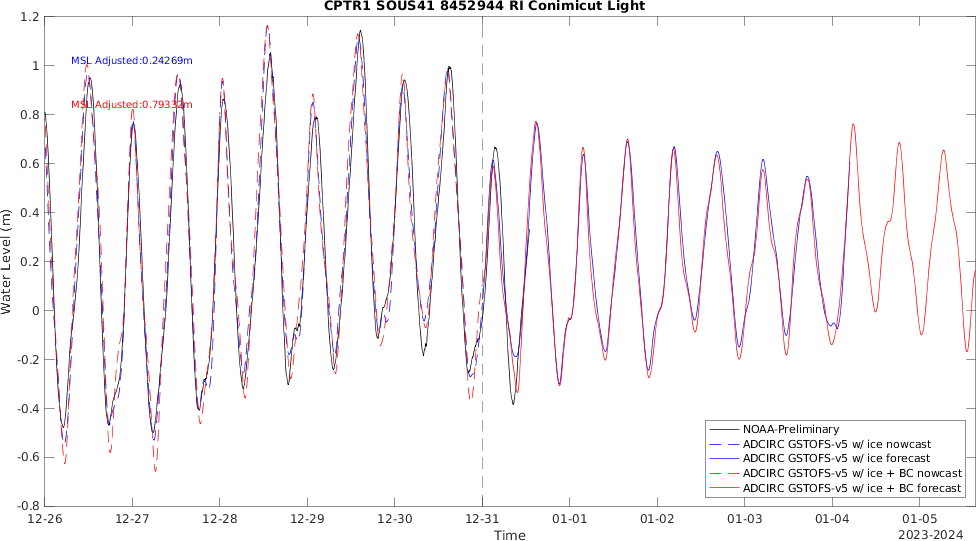 CPTR1 SOUS41 8452944 RI Conimicut Light
1.2
1
0.8
0.6
0.4
0.2
0
-0.2
-0.4
-0.6
-0.8
Water Level (m)
MSL Adjusted:0.24269m
MSL Adjusted:0.79332m
NOAA-Preliminary
ADCIRC GSTOFS-v5 w/ ice nowcast
ADCIRC GSTOFS-v5 w/ ice forecast
ADCIRC GSTOFS-v5 w/ ice + BC nowcast
ADCIRC GSTOFS-v5 w/ ice + BC forecast
12-26 12-27 12-28 12-29 12-30 12-31 01-01 01-02 01-03 01-04 01-05
Time
2023-2024